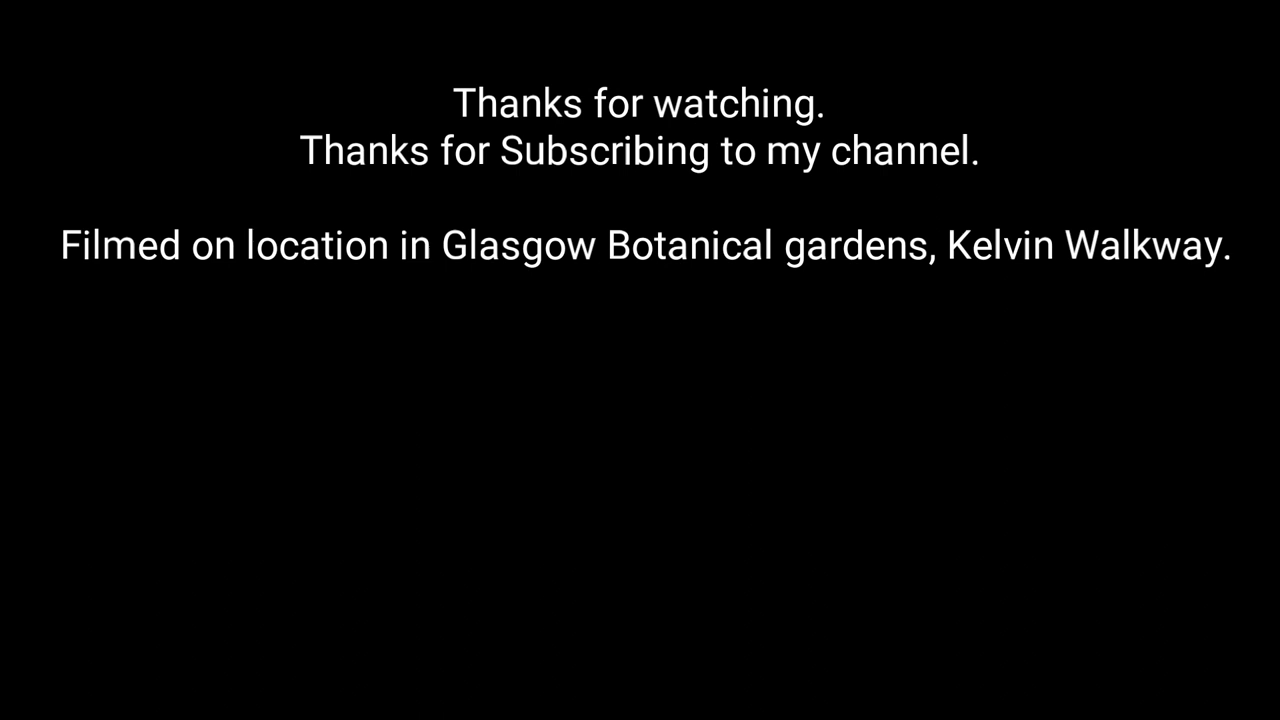 Thanks for watching.
Thanks for Subscribing to my channel.
Filmed on location in Glasgow Botanical gardens, Kelvin Walkway.